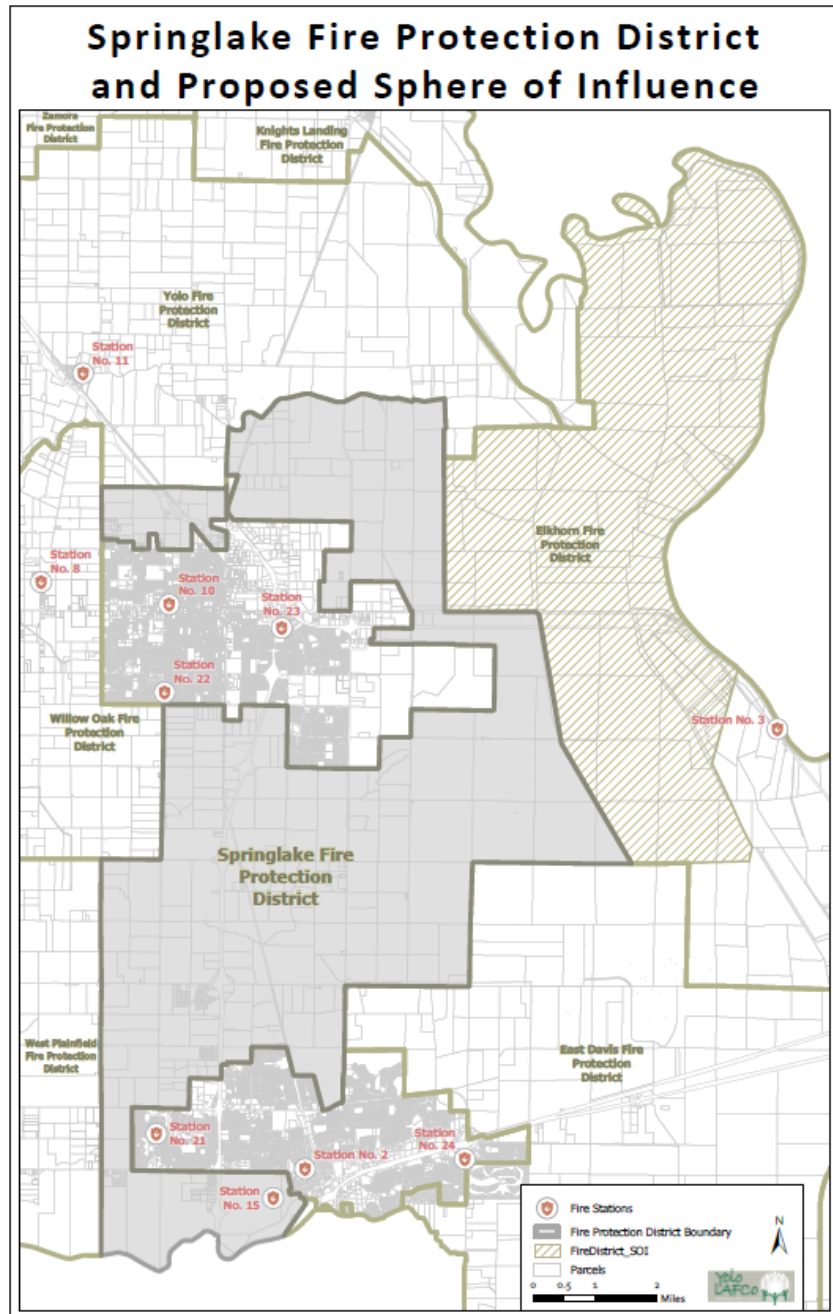 Springlake Fire Protection District
and Proposed Sphere of Influence
Zamora
Fire Protection
District
Knights Landing
Fire Protection
District
Yolo Fire
Protection
District
Station
No. 11
Elkhorn Fire
Protection
District
Station
No. 8
Station
No. 10
Station
No. 23
Station
No. 22
Willow Oak Fire
Protection
District
Station No. 3
Springlake Fire
Protection
District
West Plainfield
Fire Protection
District
East Davis Fire
Protection
District
Station
No. 21
Station No. 2
Station
No. 24
Station
No. 15
Fire Stations
Fire Protection District Boundary
FireDistrict_SOI
Parcels
N
0 0.5 1 2
Miles
YOLO
LAFCO